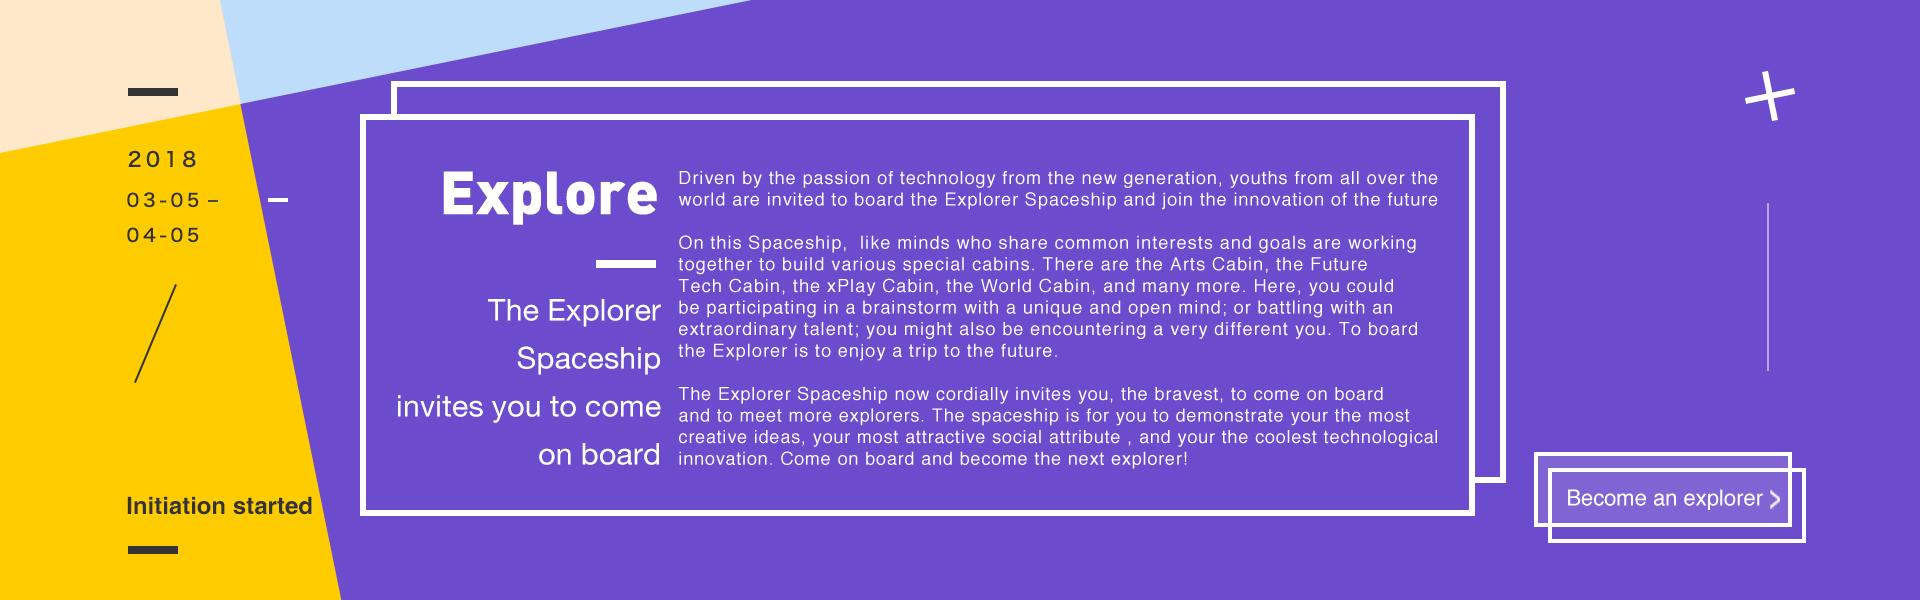 2018
03-05 –
04-05
Initiation started
Explore
The Explorer
Spaceship
invites you to come
on board
Driven by the passion of technology from the new generation, youths from all over the
world are invited to board the Explorer Spaceship and join the innovation of the future
On this Spaceship,  like minds who share common interests and goals are working
together to build various special cabins. There are the Arts Cabin, the Future
Tech Cabin, the xPlay Cabin, the World Cabin, and many more. Here, you could
be participating in a brainstorm with a unique and open mind; or battling with an
extraordinary talent; you might also be encountering a very different you. To board
the Explorer is to enjoy a trip to the future.
The Explorer Spaceship now cordially invites you, the bravest, to come on board
and to meet more explorers. The spaceship is for you to demonstrate your the most
creative ideas, your most attractive social attribute , and your the coolest technological
innovation. Come on board and become the next explorer!
Become an explorer >